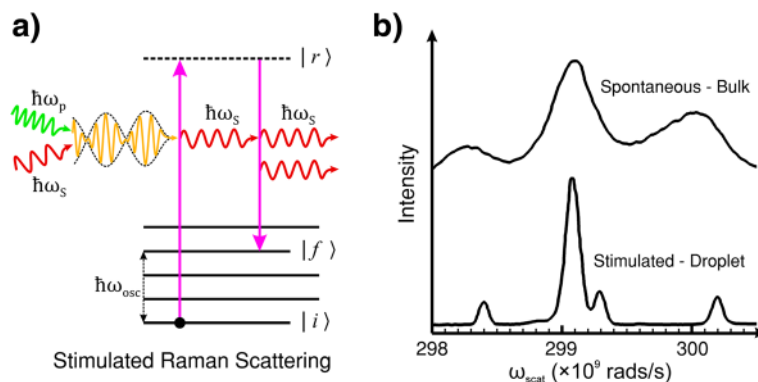 a)
|r⟩
ħωp
ħωS
ħωS
ħωS
|f⟩
ħωosc
|i⟩
Stimulated Raman Scattering
b)
Spontaneous - Bulk
Intensity
Stimulated - Droplet
298
299
300
ωscat (×10⁹ rads/s)